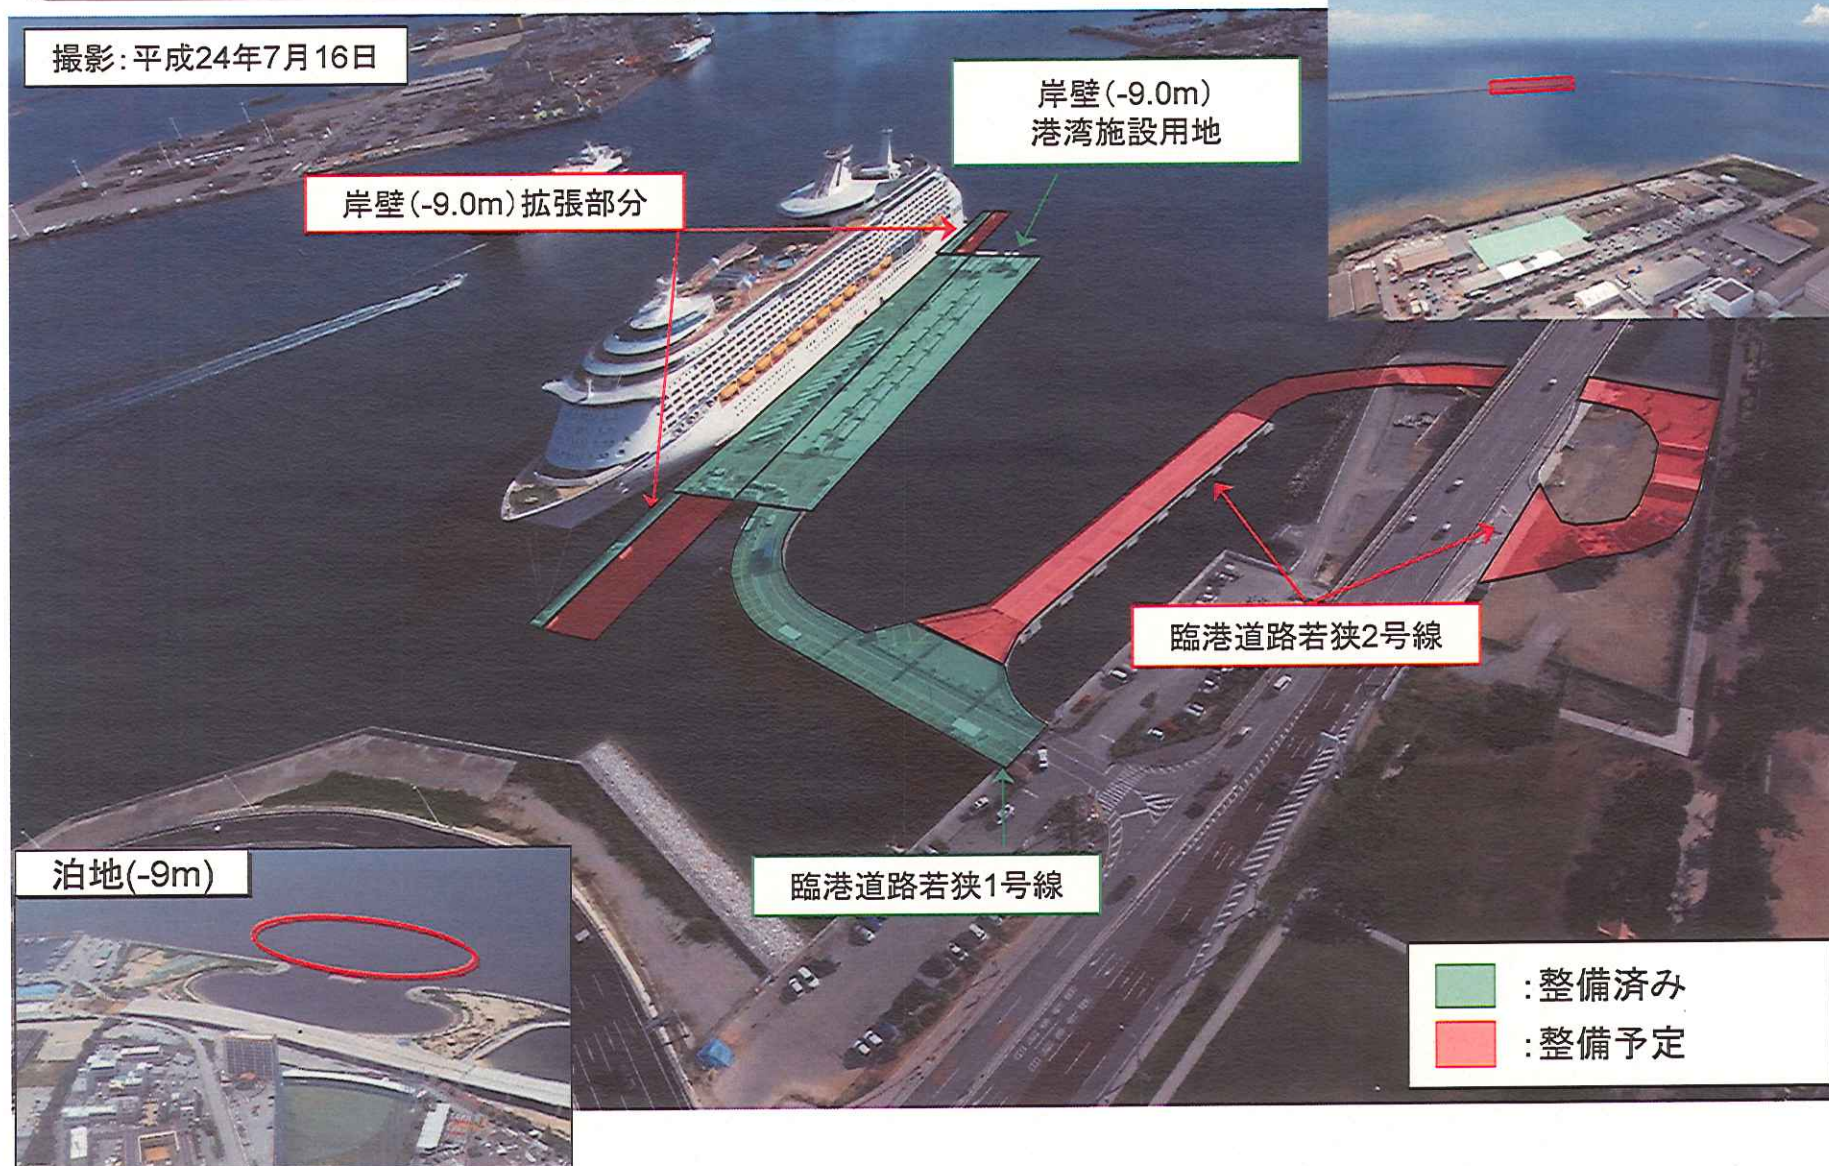 撮影:平成24年7月16日
岸壁(-9.0m)
港湾施設用地
岸壁(-9.0m)拡張部分
臨港道路若狭2号線
臨港道路若狭1号線
泊地(-9m)
:整備済み
:整備予定